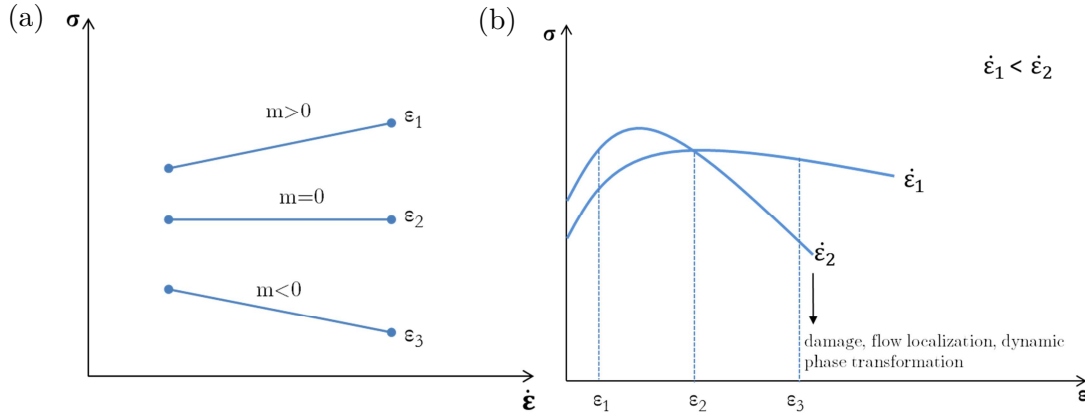 (a)
σ
m>0
ε₁
m=0
ε₂
m<0
ε₃
ε̇
(b)
σ
ε̇₁ < ε̇₂
ε̇₁
ε̇₂
damage, flow localization, dynamic
phase transformation
ε₁
ε₂
ε₃
ε